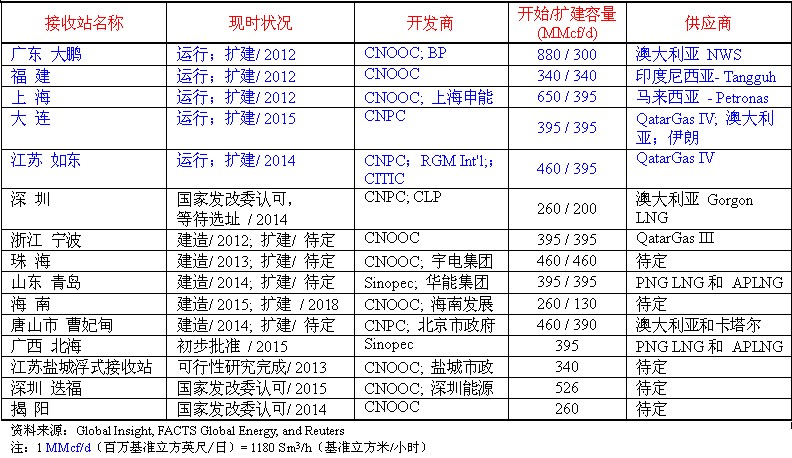 接收站名称 现时状况 开发商 开始/扩建容量 (MMcf/d) 供应商
广东 大鹏 运行；扩建/ 2012 CNOOC; BP 880 / 300 澳大利亚 NWS
福 建 运行；扩建/ 2012 CNOOC 340 / 340 印度尼西亚- Tangguh
上 海 运行；扩建/ 2012 CNOOC; 上海申能 650 / 395 马来西亚 - Petronas
大 连 运行；扩建/ 2015 CNPC 395 / 395 QatarGas IV; 澳大利
亚；伊朗
江苏 如东 运行；扩建/ 2014 CNPC；RGM Int'l;;
CITIC 460 / 395 QatarGas IV
深 圳 国家发改委认可，
等待选址 / 2014 CNPC; CLP 260 / 200 澳大利亚 Gorgon
LNG
浙江 宁波 建造/ 2012; 扩建/ 待定 CNOOC 395 / 395 QatarGas III
珠 海 建造/ 2013; 扩建/ 待定 CNOOC; 宇电集团 460 / 460 待定
山东 青岛 建造/ 2014; 扩建/ 待定 Sinopec; 华能集团 395 / 395 PNG LNG 和 APLNG
海 南 建造/ 2015; 扩建 / 2018 CNOOC; 海南发展 260 / 130 待定
唐山市 曹妃甸 建造/ 2014; 扩建/ 待定 CNPC; 北京市政府 460 / 390 澳大利亚和卡塔尔
广西 北海 初步批准 / 2015 Sinopec 395 PNG LNG 和 APLNG
江苏盐城浮式接收站 可行性研究完成/ 2013 CNOOC; 盐城市政 340 待定
深圳 迭福 国家发改委认可/ 2015 CNOOC; 深圳能源 526 待定
揭 阳 国家发改委认可/ 2014 CNOOC 260 待定
资料来源：Global Insight, FACTS Global Energy, and Reuters
注：1 MMcf/d（百万基准立方英尺/日）= 1180 Sm³/h（基准立方米/小时）